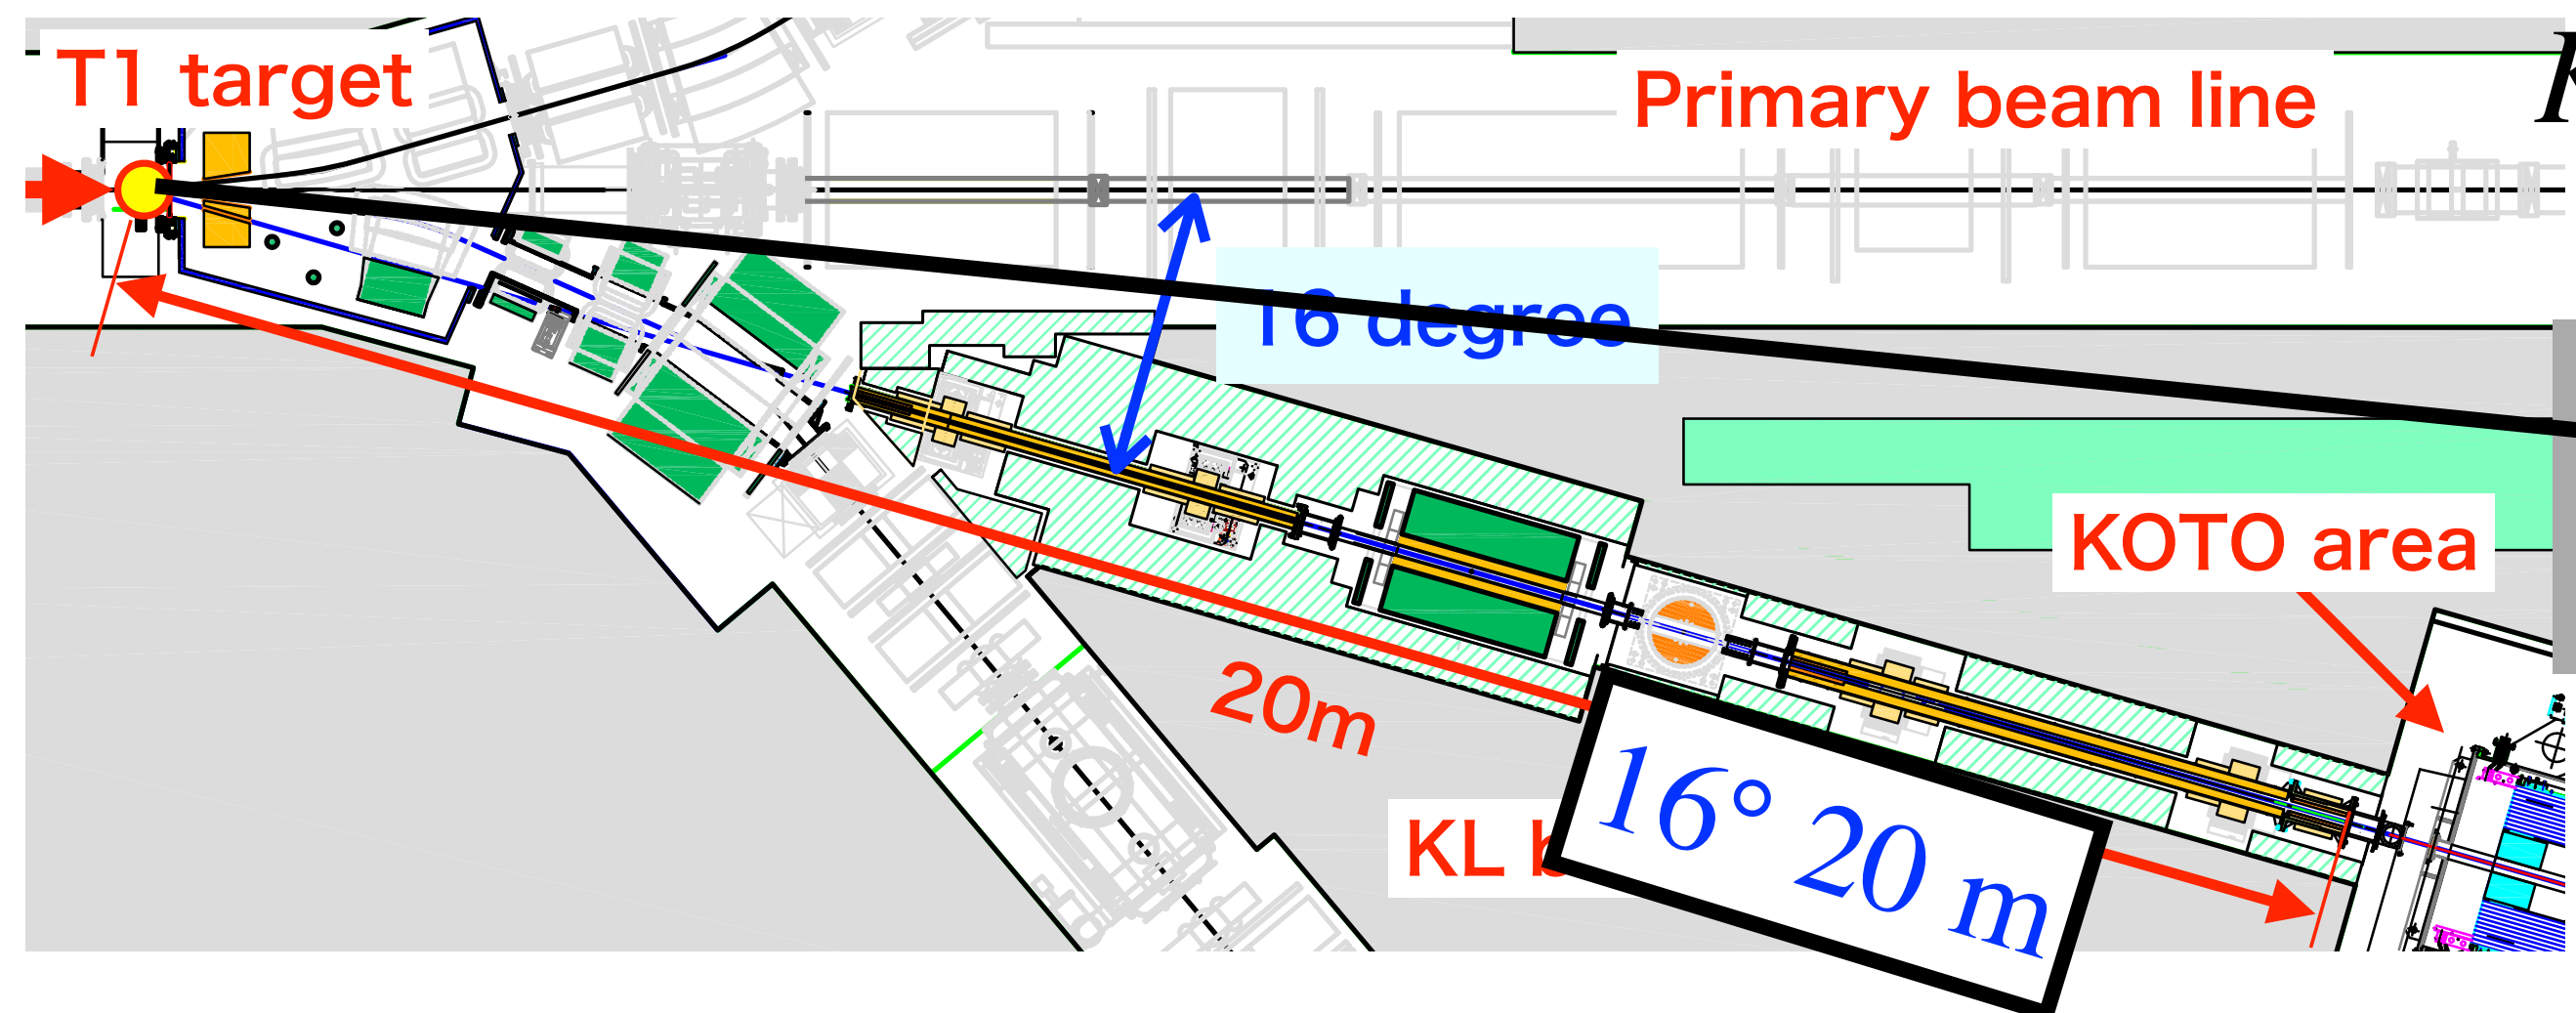 T1 target
Primary beam line
K
16 degree
KOTO area
20m
KL
16° 20 m